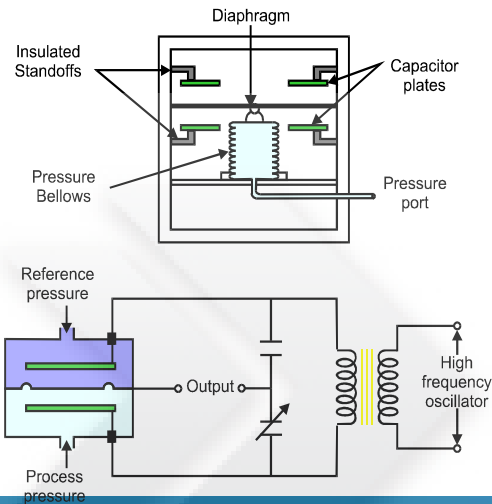 Diaphragm
Insulated
Standoffs
Capacitor
plates
Pressure
Bellows
Pressure
port
Reference
pressure
Output
High
frequency
oscillator
Process
pressure